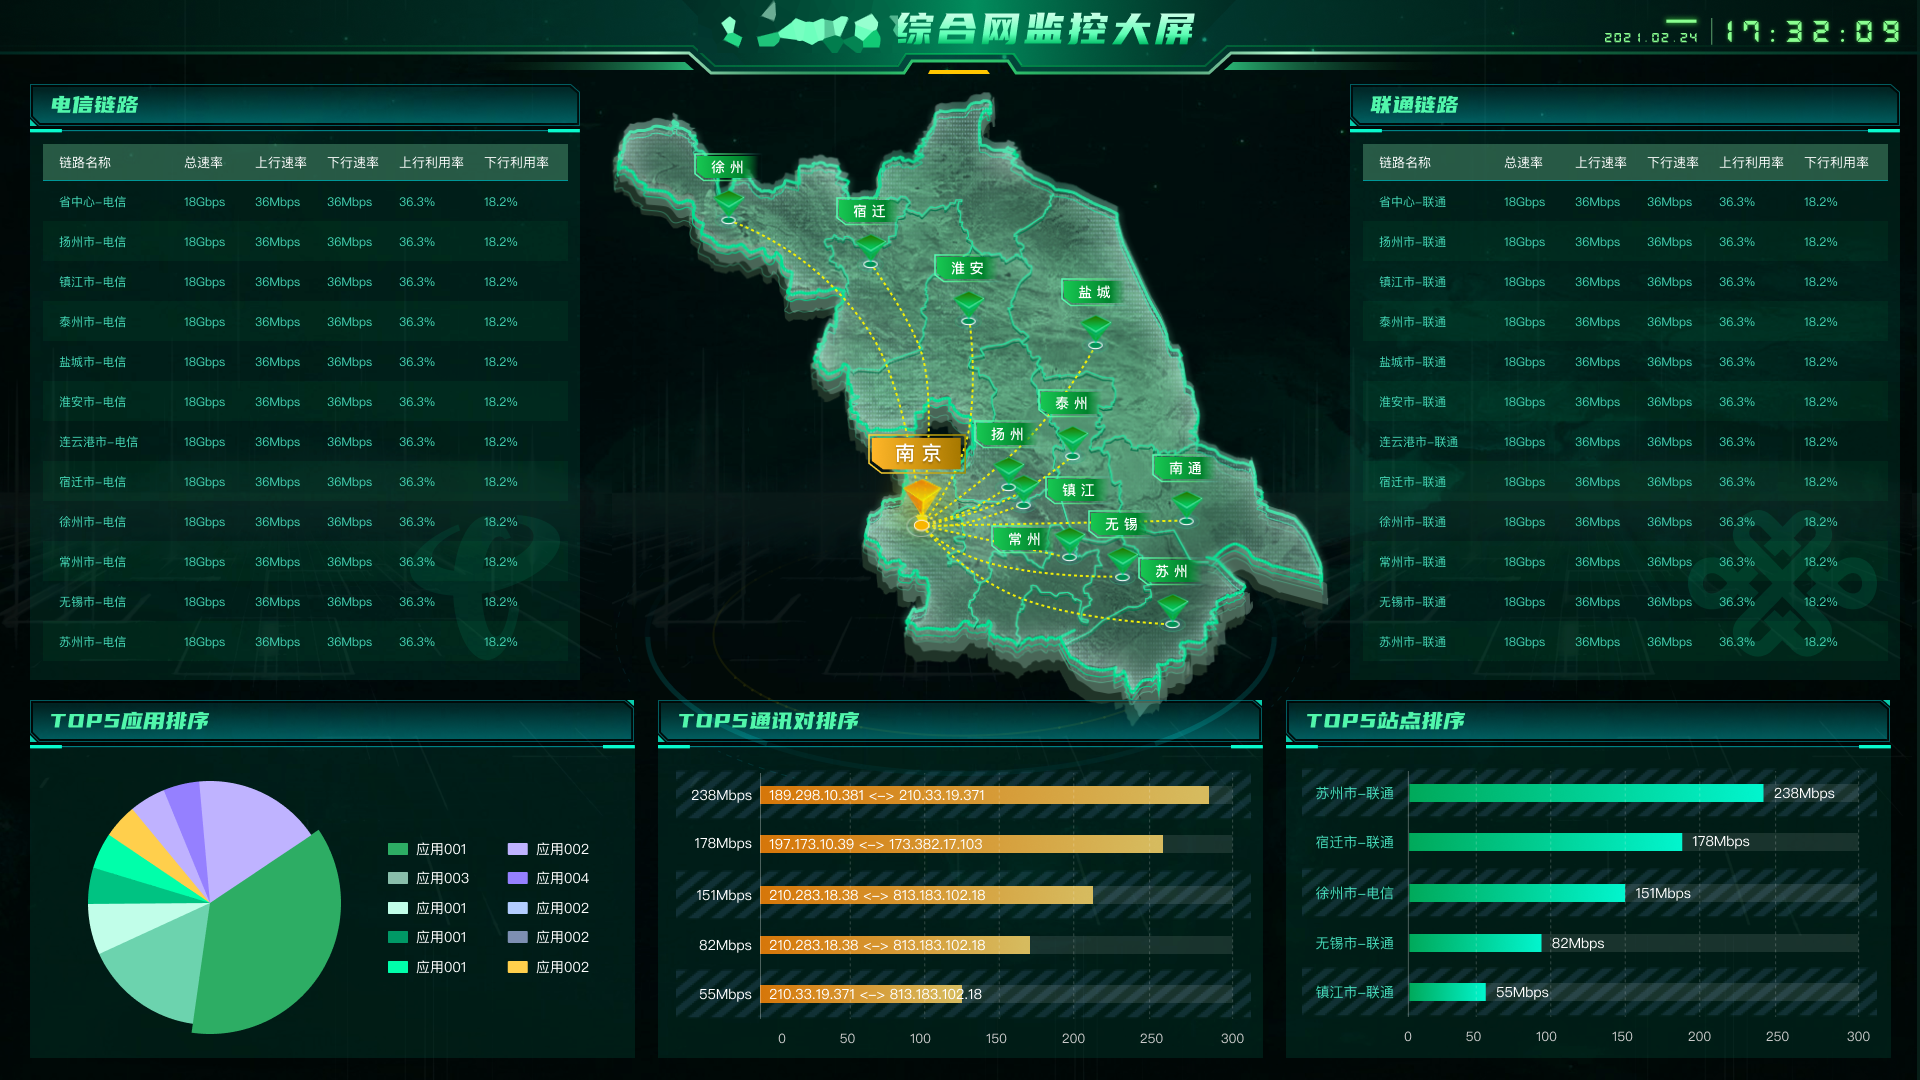 综合网监控大屏
2021.02.24
17:32:09
电信链路
链路名称 总速率 上行速率 下行速率 上行利用率 下行利用率
省中心-电信 18Gbps 36Mbps 36Mbps 36.3% 18.2%
扬州市-电信 18Gbps 36Mbps 36Mbps 36.3% 18.2%
镇江市-电信 18Gbps 36Mbps 36Mbps 36.3% 18.2%
泰州市-电信 18Gbps 36Mbps 36Mbps 36.3% 18.2%
盐城市-电信 18Gbps 36Mbps 36Mbps 36.3% 18.2%
淮安市-电信 18Gbps 36Mbps 36Mbps 36.3% 18.2%
连云港市-电信 18Gbps 36Mbps 36Mbps 36.3% 18.2%
宿迁市-电信 18Gbps 36Mbps 36Mbps 36.3% 18.2%
徐州市-电信 18Gbps 36Mbps 36Mbps 36.3% 18.2%
常州市-电信 18Gbps 36Mbps 36Mbps 36.3% 18.2%
无锡市-电信 18Gbps 36Mbps 36Mbps 36.3% 18.2%
苏州市-电信 18Gbps 36Mbps 36Mbps 36.3% 18.2%
徐州
宿迁
淮安
盐城
泰州
扬州
南京
南通
镇江
无锡
常州
苏州
联通链路
链路名称 总速率 上行速率 下行速率 上行利用率 下行利用率
省中心-联通 18Gbps 36Mbps 36Mbps 36.3% 18.2%
扬州市-联通 18Gbps 36Mbps 36Mbps 36.3% 18.2%
镇江市-联通 18Gbps 36Mbps 36Mbps 36.3% 18.2%
泰州市-联通 18Gbps 36Mbps 36Mbps 36.3% 18.2%
盐城市-联通 18Gbps 36Mbps 36Mbps 36.3% 18.2%
淮安市-联通 18Gbps 36Mbps 36Mbps 36.3% 18.2%
连云港市-联通 18Gbps 36Mbps 36Mbps 36.3% 18.2%
宿迁市-联通 18Gbps 36Mbps 36Mbps 36.3% 18.2%
徐州市-联通 18Gbps 36Mbps 36Mbps 36.3% 18.2%
常州市-联通 18Gbps 36Mbps 36Mbps 36.3% 18.2%
无锡市-联通 18Gbps 36Mbps 36Mbps 36.3% 18.2%
苏州市-联通 18Gbps 36Mbps 36Mbps 36.3% 18.2%
TOP5应用排序
应用001 应用002
应用003 应用004
应用001 应用002
应用001 应用002
应用001 应用002
TOP5通讯对排序
238Mbps 189.298.10.381 <-> 210.33.19.371
178Mbps 197.173.10.39 <-> 173.382.17.103
151Mbps 210.283.18.38 <-> 813.183.102.18
82Mbps 210.283.18.38 <-> 813.183.102.18
55Mbps 210.33.19.371 <-> 813.183.102.18
0 50 100 150 200 250 300
TOP5站点排序
苏州市-联通 238Mbps
宿迁市-联通 178Mbps
徐州市-电信 151Mbps
无锡市-联通 82Mbps
镇江市-联通 55Mbps
0 50 100 150 200 250 300